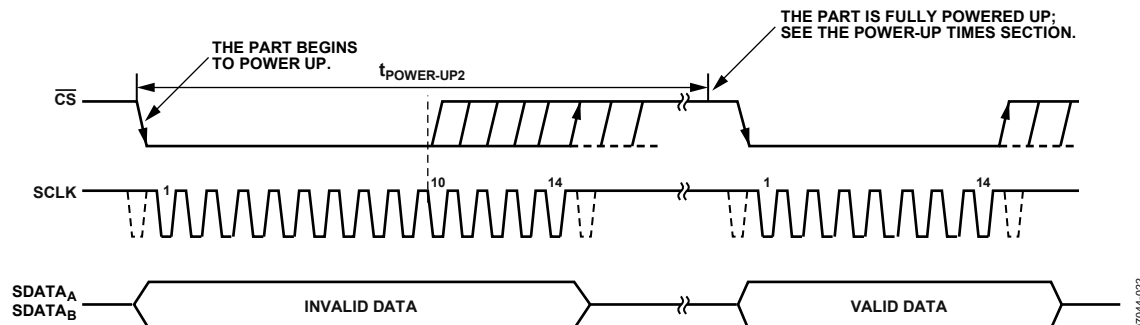 THE PART IS FULLY POWERED UP;
SEE THE POWER-UP TIMES SECTION.
THE PART BEGINS
TO POWER UP.
tPOWER-UP2
CS
SCLK
1
10
14
1
14
SDATAA
SDATAB
INVALID DATA
VALID DATA